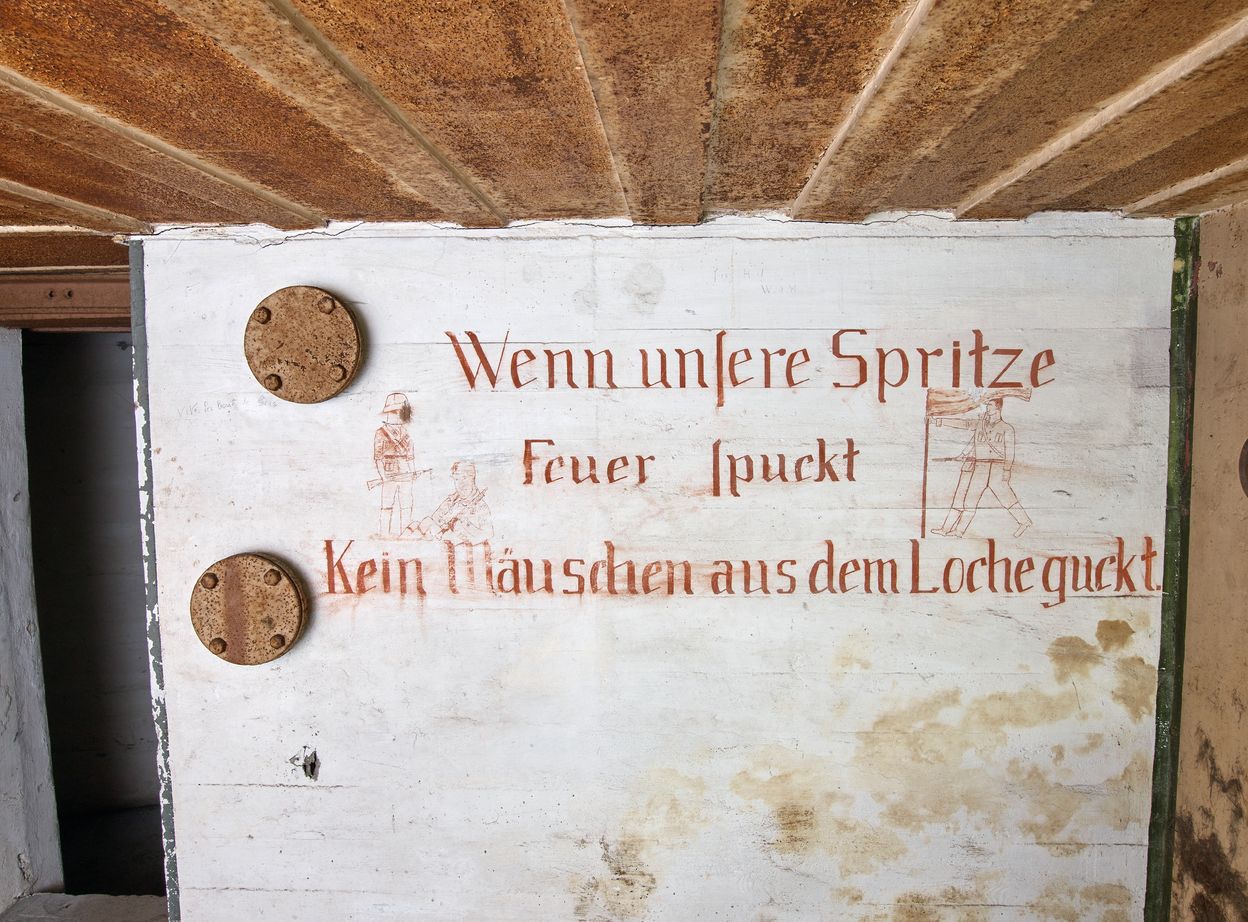 Wenn unſere Spritze
Feuer ſpuckt
Kein Mäuschen aus dem Loche guckt.